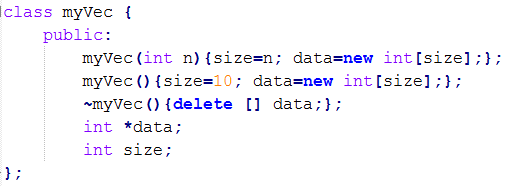 class myVec {
public:
myVec(int n){size=n; data=new int[size];};
myVec(){size=10; data=new int[size];};
~myVec(){delete [] data;};
int *data;
int size;
};